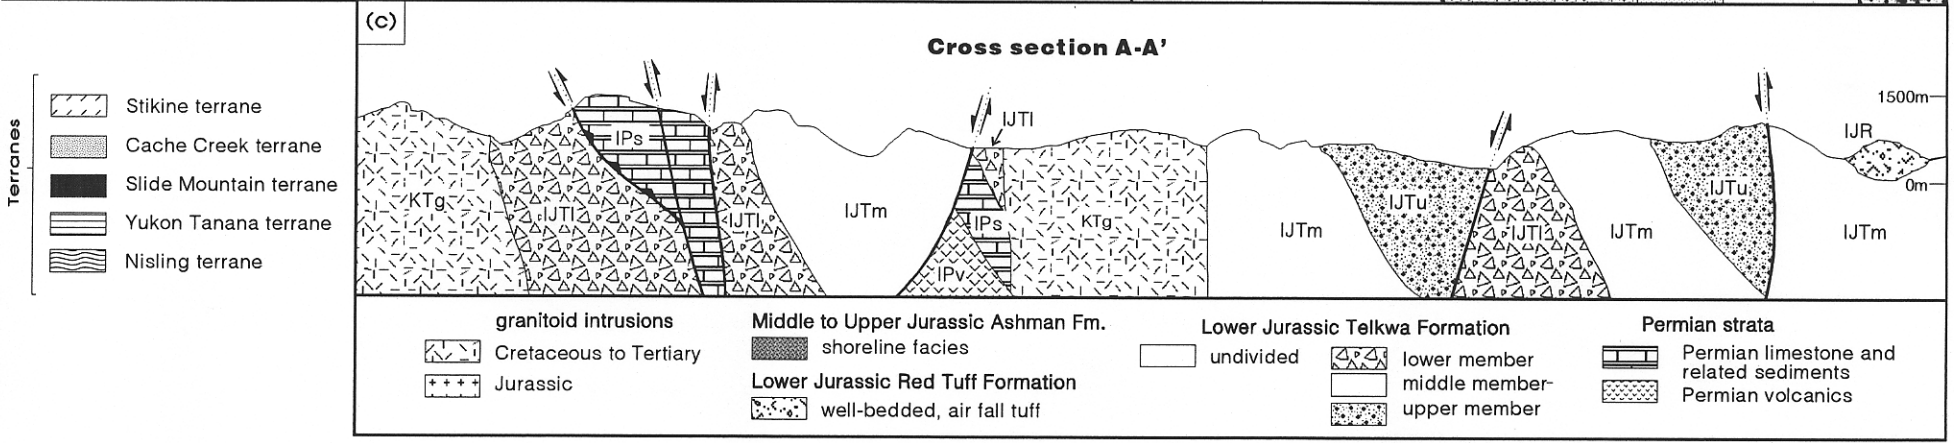 (c)
Cross section A-A'
Terranes
Stikine terrane
Cache Creek terrane
Slide Mountain terrane
Yukon Tanana terrane
Nisling terrane
KTg
lJTl
lPs
lJTl
lJTm
lPv
lPs
lJTl
KTg
lJTm
lJTu
lJTl
lJTm
lJTu
lJR
lJTm
1500m
0m
granitoid intrusions
Cretaceous to Tertiary
Jurassic
Middle to Upper Jurassic Ashman Fm.
shoreline facies
Lower Jurassic Red Tuff Formation
well-bedded, air fall tuff
Lower Jurassic Telkwa Formation
undivided
lower member
middle member-
upper member
Permian strata
Permian limestone and
related sediments
Permian volcanics